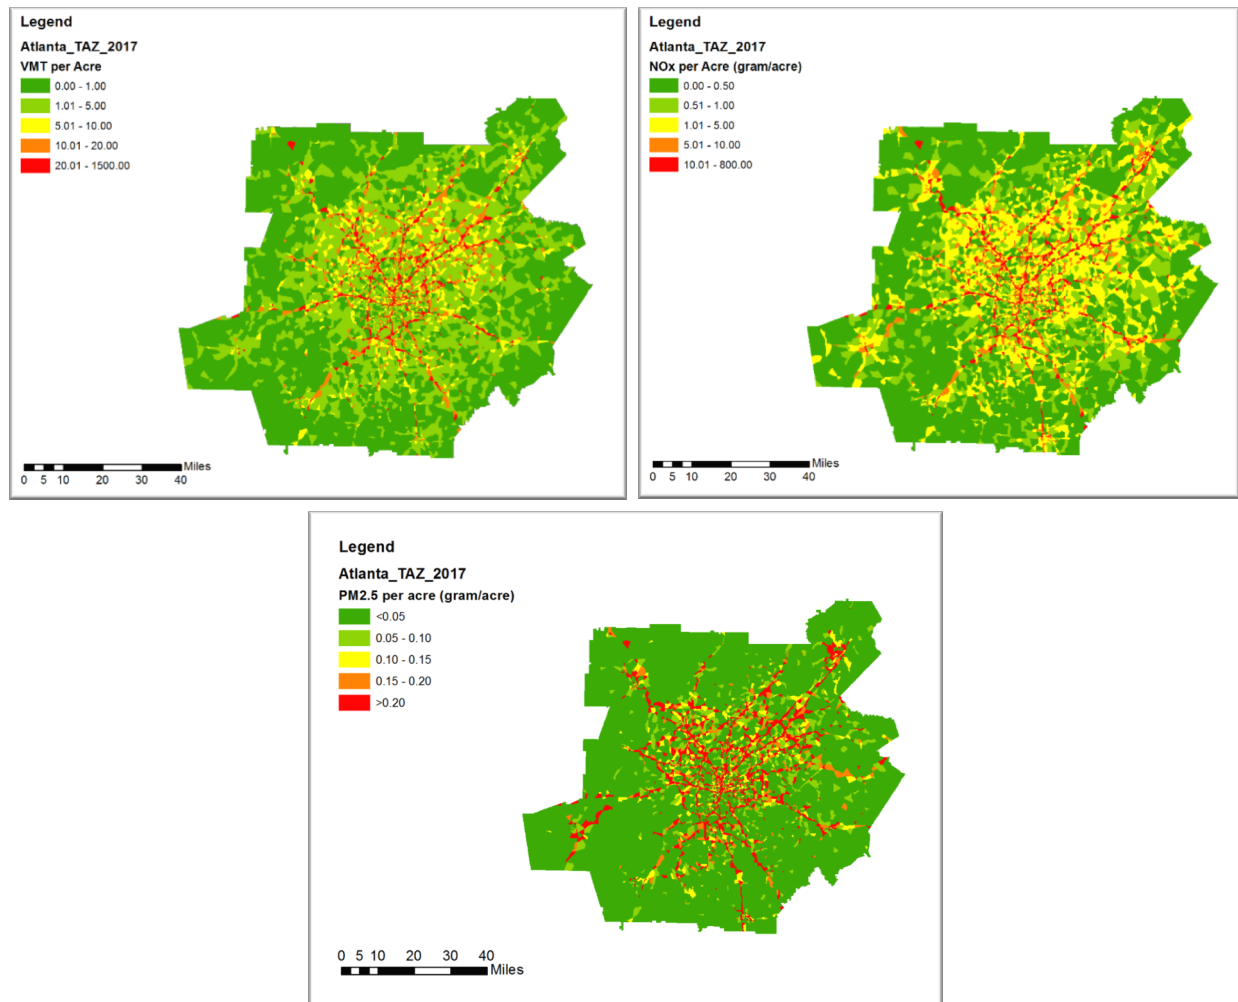 Legend
Atlanta_TAZ_2017
VMT per Acre
0.00 - 1.00
1.01 - 5.00
5.01 - 10.00
10.01 - 20.00
20.01 - 1500.00
Miles
0 5 10 20 30 40
Legend
Atlanta_TAZ_2017
NOx per Acre (gram/acre)
0.00 - 0.50
0.51 - 1.00
1.01 - 5.00
5.01 - 10.00
10.01 - 800.00
Miles
0 5 10 20 30 40
Legend
Atlanta_TAZ_2017
PM2.5 per acre (gram/acre)
<0.05
0.05 - 0.10
0.10 - 0.15
0.15 - 0.20
>0.20
0 5 10 20 30 40
Miles